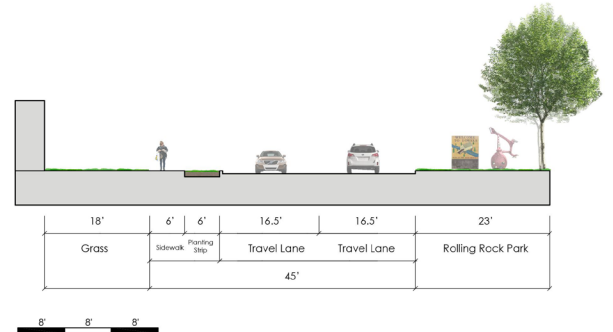 18' 6' 6' 16.5' 16.5' 23'
Grass Sidewalk Planting Strip Travel Lane Travel Lane Rolling Rock Park
45'
8' 8' 8'